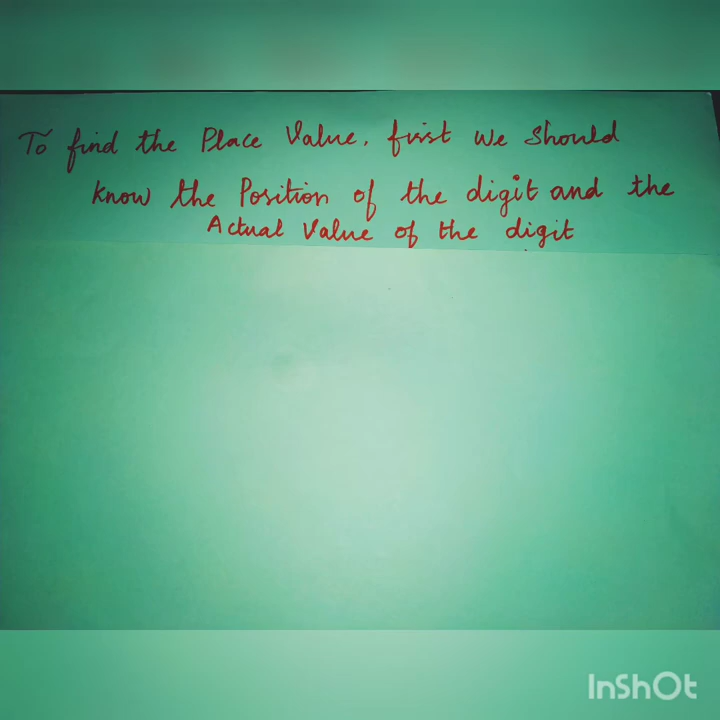 To find the Place Value, first we should
know the Position of the digit and the
Actual Value of the digit
InShOt